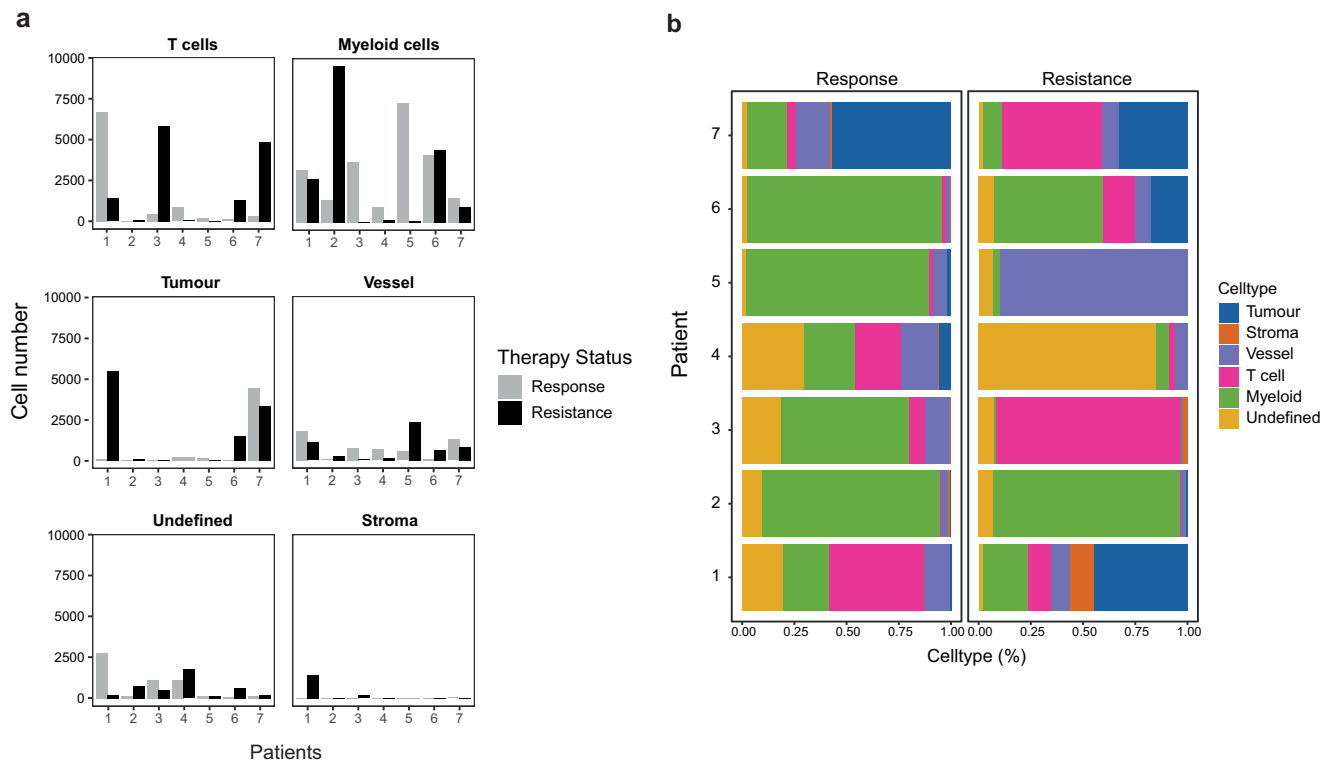 a
T cells
Myeloid cells
10000
7500
5000
2500
0
1 2 3 4 5 6 7
1 2 3 4 5 6 7
Tumour
Vessel
10000
7500
5000
2500
0
1 2 3 4 5 6 7
1 2 3 4 5 6 7
Undefined
Stroma
10000
7500
5000
2500
0
1 2 3 4 5 6 7
1 2 3 4 5 6 7
Cell number
Patients
Therapy Status
Response
Resistance
b
Response
Resistance
7
6
5
4
3
2
1
Patient
0.00 0.25 0.50 0.75 1.00
0.00 0.25 0.50 0.75 1.00
Celltype (%)
Celltype
Tumour
Stroma
Vessel
T cell
Myeloid
Undefined